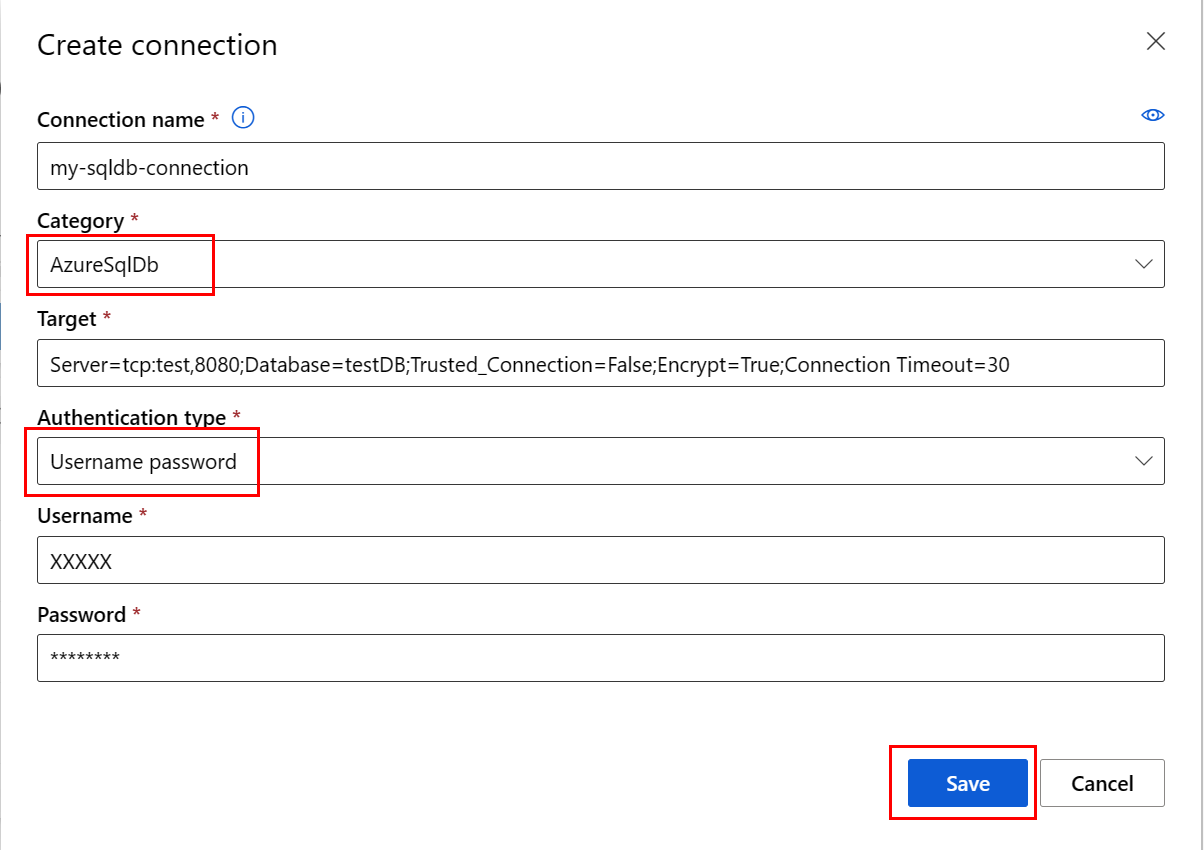 Create connection
Connection name *
my-sqldb-connection
Category *
AzureSqlDb
Target *
Server=tcp:test,8080;Database=testDB;Trusted_Connection=False;Encrypt=True;Connection Timeout=30
Authentication type *
Username password
Username *
XXXXX
Password *
********
Save Cancel